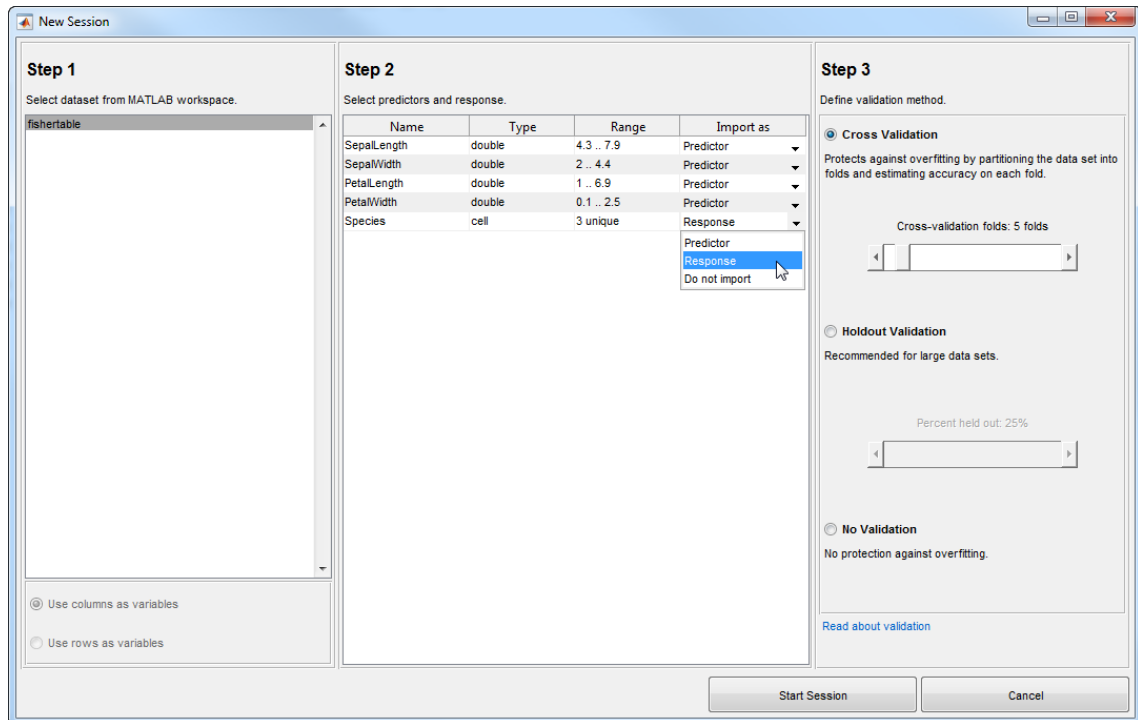 New Session
Step 1
Select dataset from MATLAB workspace.
fishertable
Use columns as variables
Use rows as variables
Step 2
Select predictors and response.
Name Type Range Import as
SepalLength double 4.3 .. 7.9 Predictor
SepalWidth double 2 .. 4.4 Predictor
PetalLength double 1 .. 6.9 Predictor
PetalWidth double 0.1 .. 2.5 Predictor
Species cell 3 unique Response
Predictor
Response
Do not import
Step 3
Define validation method.
Cross Validation
Protects against overfitting by partitioning the data set into
folds and estimating accuracy on each fold.
Cross-validation folds: 5 folds
Holdout Validation
Recommended for large data sets.
Percent held out: 25%
No Validation
No protection against overfitting.
Read about validation
Start Session
Cancel